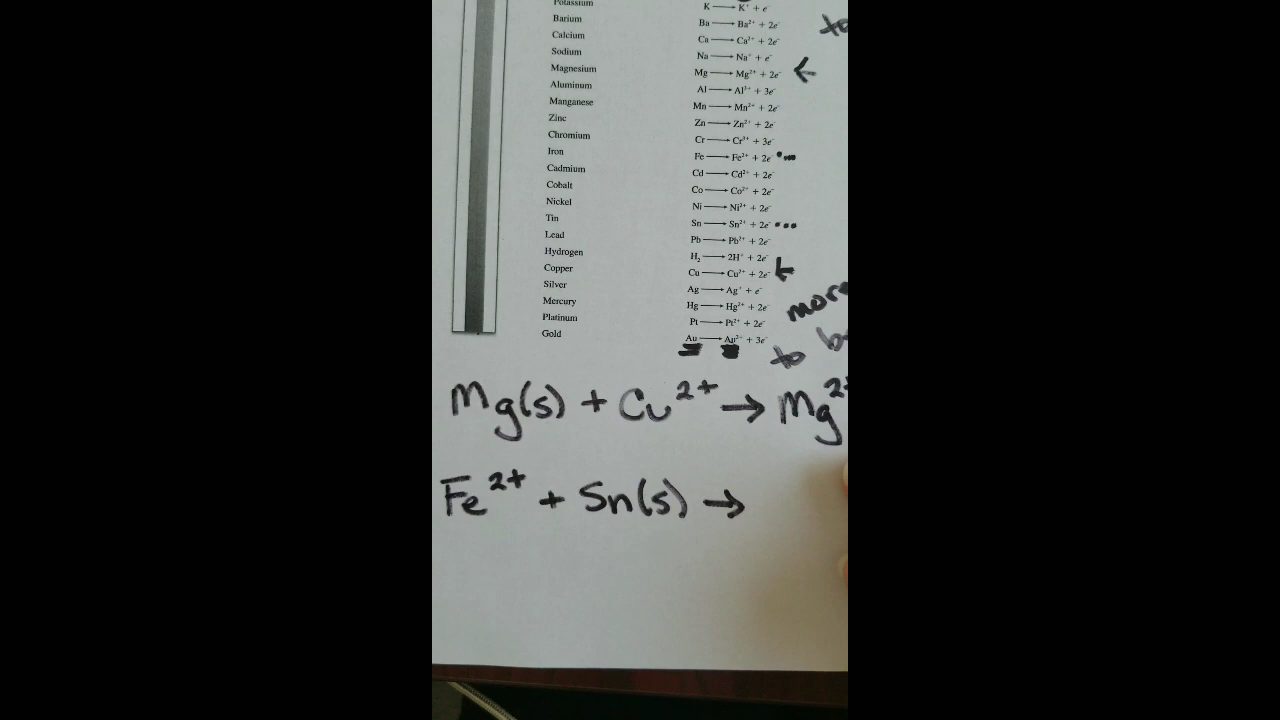 Potassium K → K⁺ + e⁻
Barium Ba → Ba²⁺ + 2e⁻ to
Calcium Ca → Ca²⁺ + 2e⁻
Sodium Na → Na⁺ + e⁻
Magnesium Mg → Mg²⁺ + 2e⁻ ←
Aluminum Al → Al³⁺ + 3e⁻
Manganese Mn → Mn²⁺ + 2e⁻
Zinc Zn → Zn²⁺ + 2e⁻
Chromium Cr → Cr³⁺ + 3e⁻
Iron Fe → Fe²⁺ + 2e⁻
Cadmium Cd → Cd²⁺ + 2e⁻
Cobalt Co → Co²⁺ + 2e⁻
Nickel Ni → Ni²⁺ + 2e⁻
Tin Sn → Sn²⁺ + 2e⁻
Lead Pb → Pb²⁺ + 2e⁻
Hydrogen H₂ → 2H⁺ + 2e⁻
Copper Cu → Cu²⁺ + 2e⁻ ←
Silver Ag → Ag⁺ + e⁻
Mercury Hg → Hg²⁺ + 2e⁻ more
Platinum Pt → Pt²⁺ + 2e⁻
Gold Au → Au³⁺ + 3e⁻
to b
Mg(s) + Cu²⁺ → Mg²⁺
Fe²⁺ + Sn(s) →